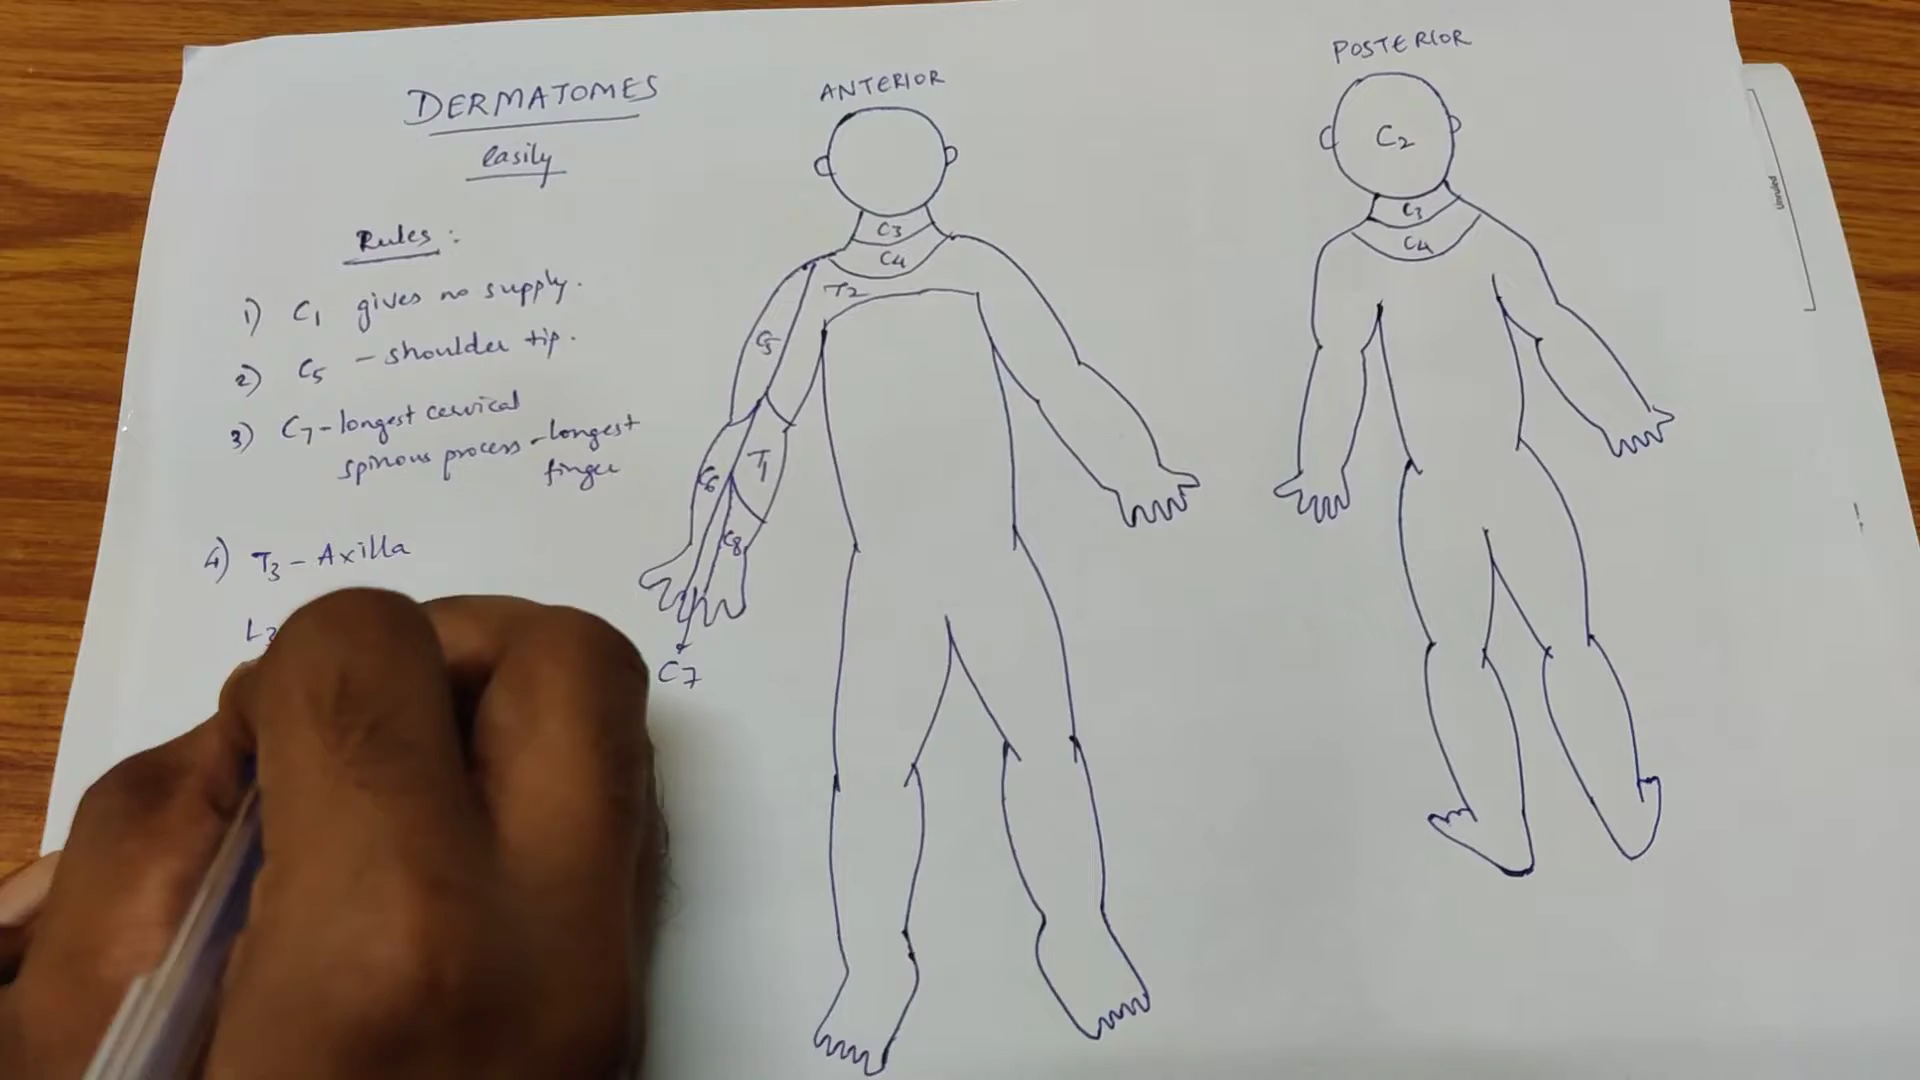 DERMATOMES
easily
Rules :
1) C1 gives no supply.
2) C5 - shoulder tip.
3) C7 - longest cervical
spinous process - longest
finger
4) T3 - Axilla
ANTERIOR
C3
C4
T2
C5
T1
C6
C8
C7
POSTERIOR
C2
C3
C4
Unruled